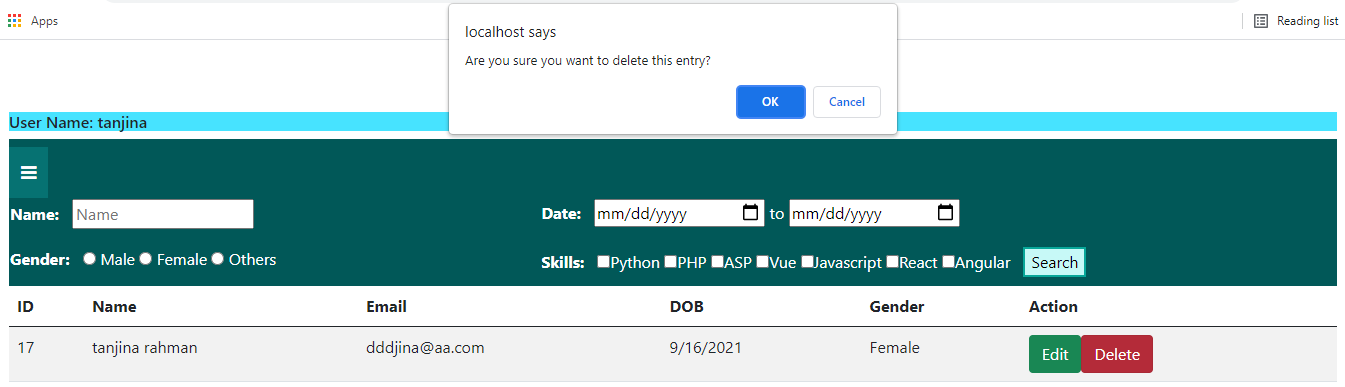 Apps
Reading list
localhost says
Are you sure you want to delete this entry?
OK Cancel
User Name: tanjina
Name: Name Date: mm/dd/yyyy to mm/dd/yyyy
Gender: Male Female Others Skills: Python PHP ASP Vue Javascript React Angular Search
ID Name Email DOB Gender Action
17 tanjina rahman dddjina@aa.com 9/16/2021 Female Edit Delete